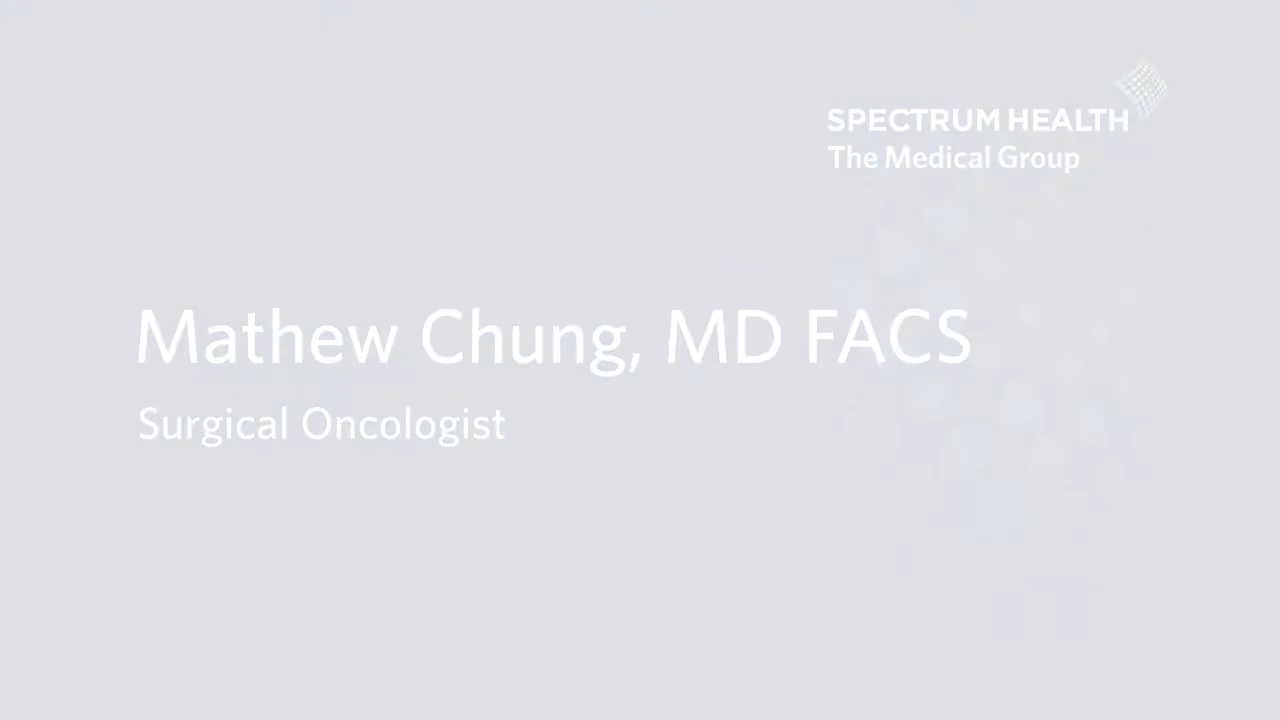 SPECTRUM HEALTH
The Medical Group
Mathew Chung, MD FACS
Surgical Oncologist